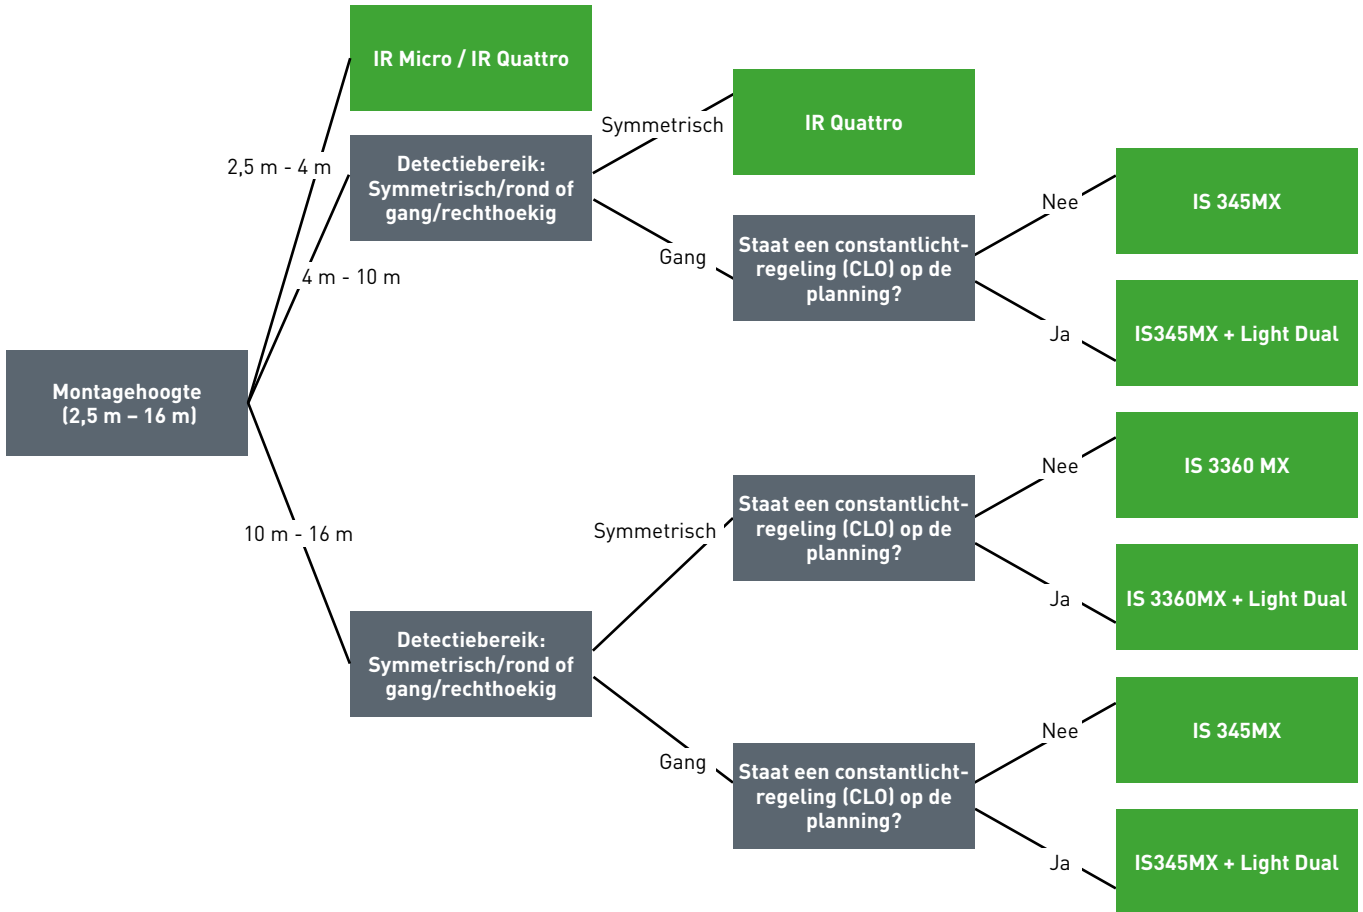 IR Micro / IR Quattro
2,5 m - 4 m
4 m - 10 m
Detectiebereik:
Symmetrisch/rond of
gang/rechthoekig
Symmetrisch
IR Quattro
Gang
Staat een constantlicht-
regeling (CLO) op de
planning?
Nee
IS 345MX
Ja
IS345MX + Light Dual
Montagehoogte
(2,5 m – 16 m)
10 m - 16 m
Detectiebereik:
Symmetrisch/rond of
gang/rechthoekig
Symmetrisch
Staat een constantlicht-
regeling (CLO) op de
planning?
Nee
IS 3360 MX
Ja
IS 3360MX + Light Dual
Gang
Staat een constantlicht-
regeling (CLO) op de
planning?
Nee
IS 345MX
Ja
IS345MX + Light Dual